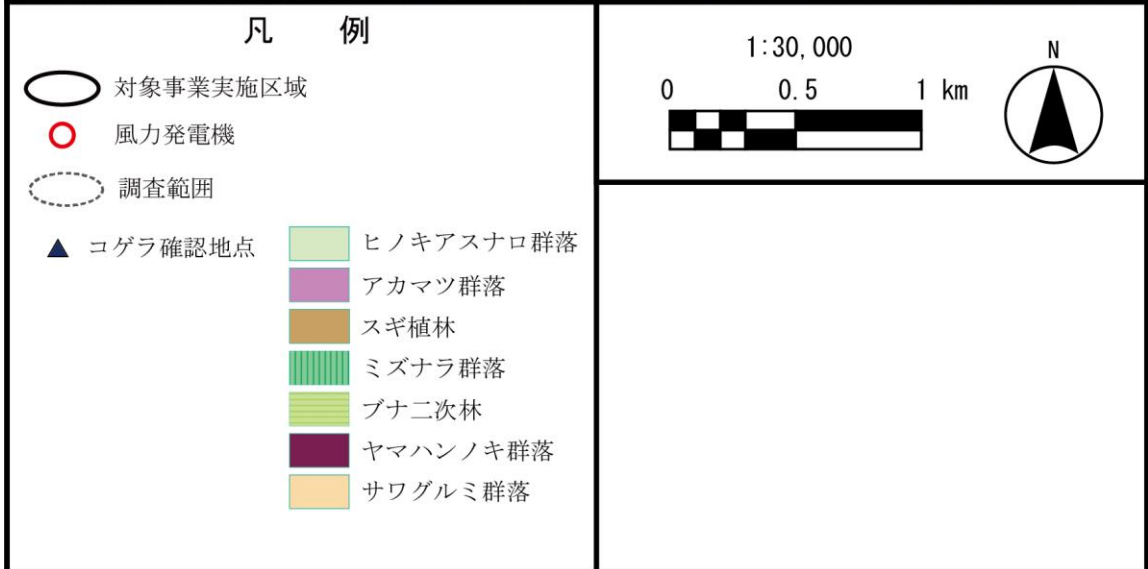 凡　例
対象事業実施区域
風力発電機
調査範囲
コゲラ確認地点
ヒノキアスナロ群落
アカマツ群落
スギ植林
ミズナラ群落
ブナ二次林
ヤマハンノキ群落
サワグルミ群落
1:30,000
0 0.5 1 km
N